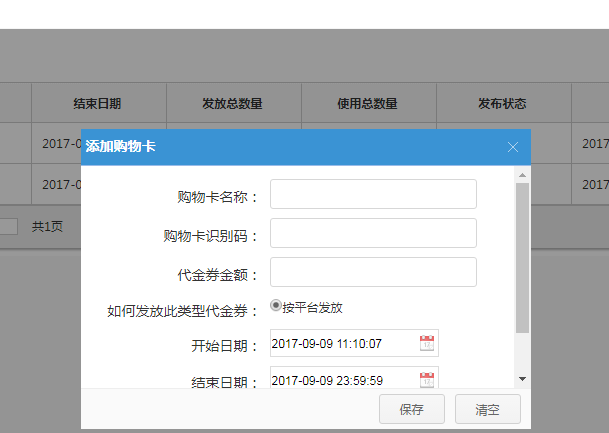 结束日期 发放总数量 使用总数量 发布状态
添加购物卡
2017-0 2017
购物卡名称：
2017-0 2017
购物卡识别码：
共1页
代金券金额：
如何发放此类型代金券： 按平台发放
开始日期： 2017-09-09 11:10:07
结束日期： 2017-09-09 23:59:59
保存 清空